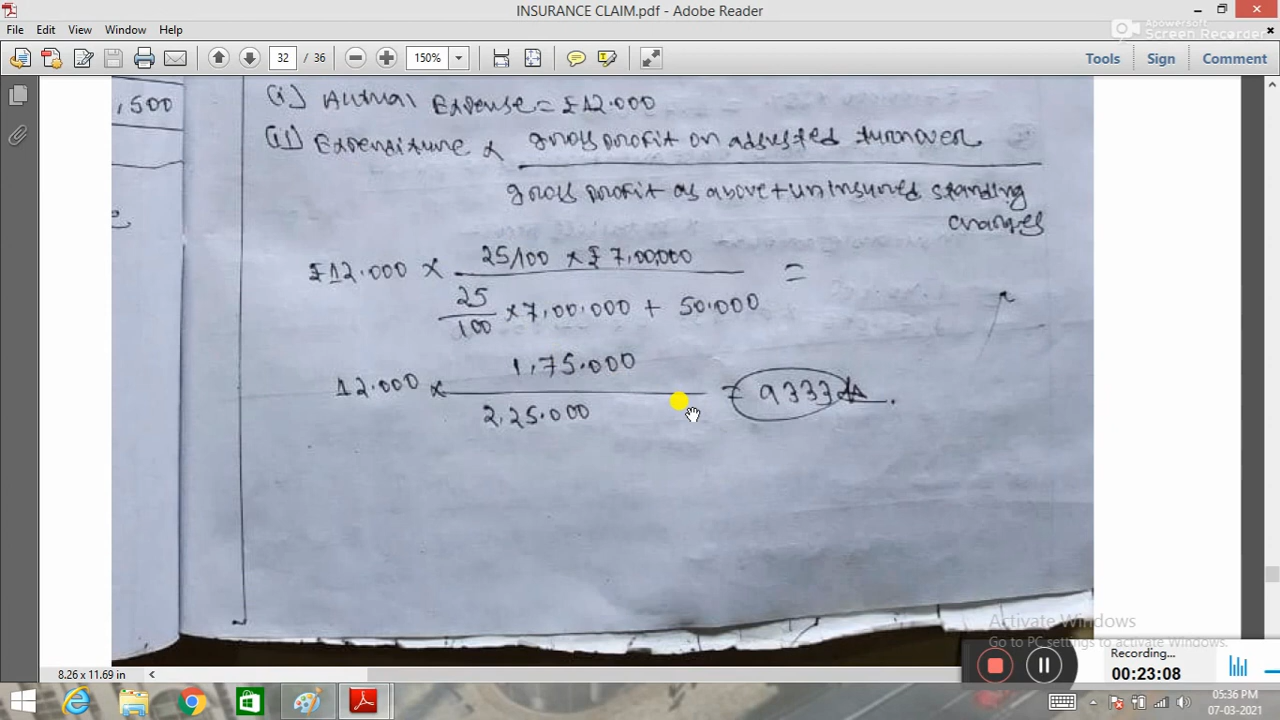 INSURANCE CLAIM.pdf - Adobe Reader
Apowersoft
Screen Recorder
File Edit View Window Help
32 / 36 150% Tools Sign Comment
,500
(i) Actual Expense = £12.000
(ii) Expenditure x gross profit on adjusted turnover
gross profit as above + uninsured standing
charges
£12.000 × 25/100 × £ 7,00,000 =
25/100 × 7,00.000 + 50.000
12.000 × 1,75.000 = 9333
2,25.000
Activate Windows
Go to PC settings to activate Windows.
Recording...
00:23:08
8.26 x 11.69 in
05:36 PM
07-03-2021